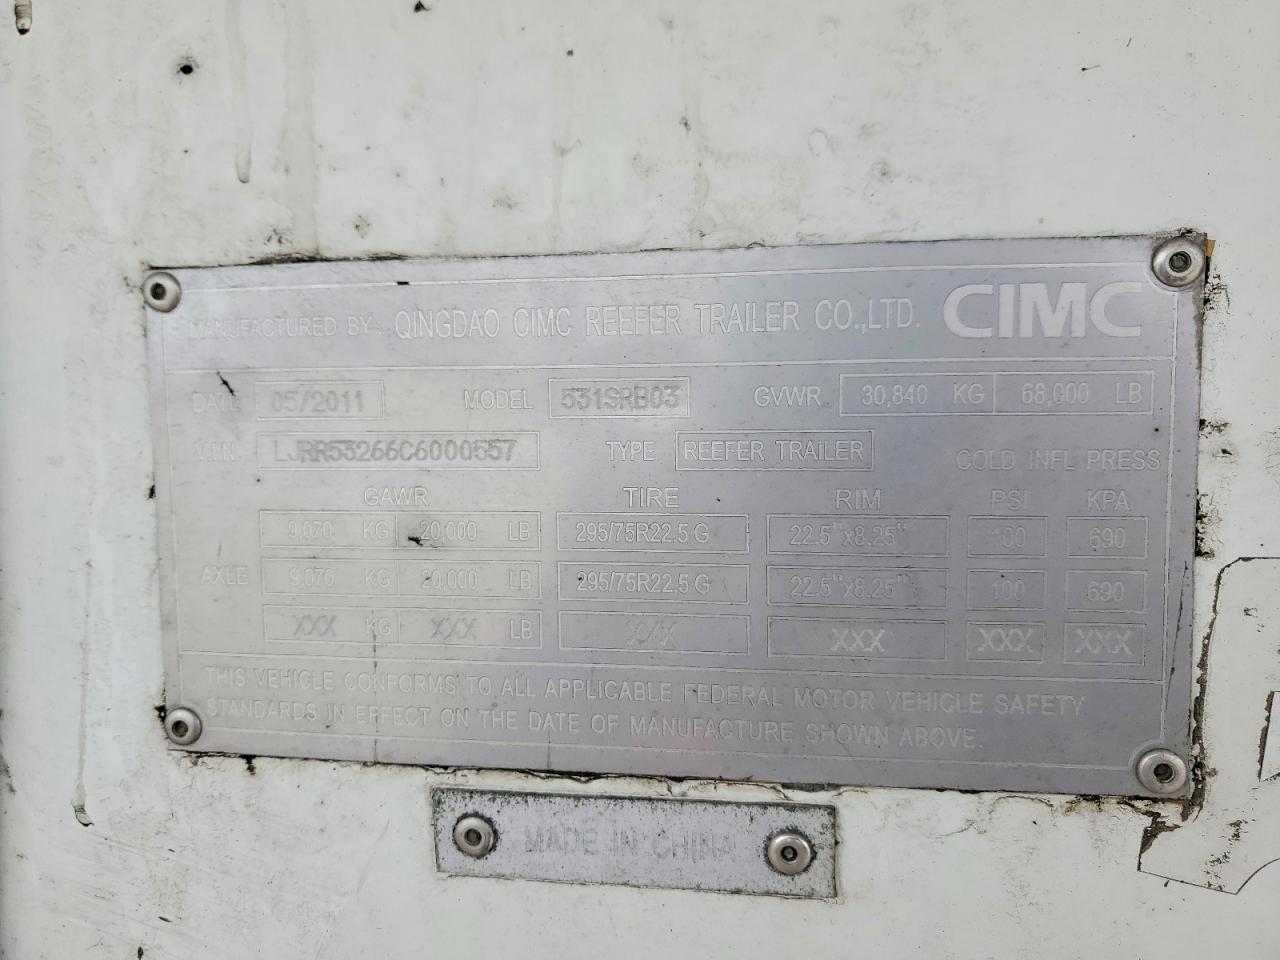 MANUFACTURED BY: QINGDAO CIMC REEFER TRAILER CO.,LTD. CIMC
DATE 05/2011 MODEL 531SRB03 GVWR 30,840 KG 68,000 LB
V.I.N. LJRR53266C6000557 TYPE REEFER TRAILER COLD INFL PRESS
GAWR TIRE RIM PSI KPA
9,070 KG 20,000 LB 295/75R22.5 G 22.5"x8.25" 100 690
AXLE 9,070 KG 20,000 LB 295/75R22.5 G 22.5"x8.25" 100 690
XXX KG XXX LB X/X XXX XXX XXX
THIS VEHICLE CONFORMS TO ALL APPLICABLE FEDERAL MOTOR VEHICLE SAFETY
STANDARDS IN EFFECT ON THE DATE OF MANUFACTURE SHOWN ABOVE.
MADE IN CHINA